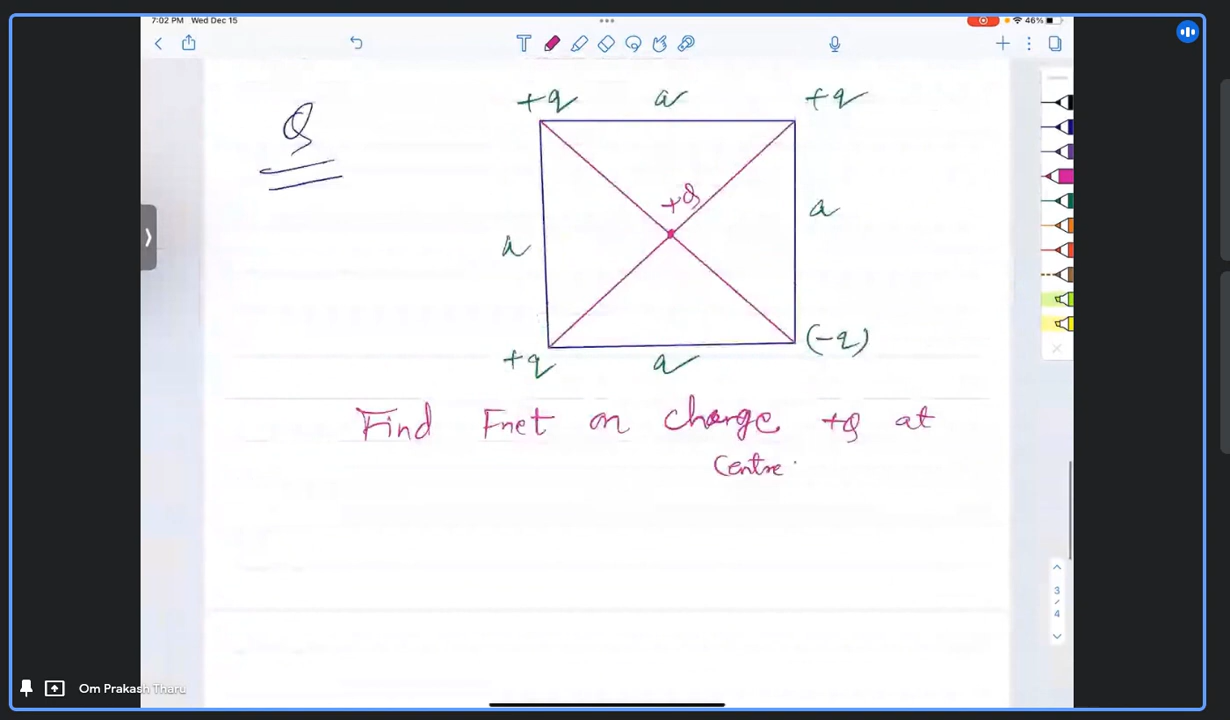 7:02 PM Wed Dec 15
46%
T
Q
+q a +q
+Q
a
a
+q a (-q)
Find Fnet on charge +Q at
centre
3
/
4
Om Prakash Tharu